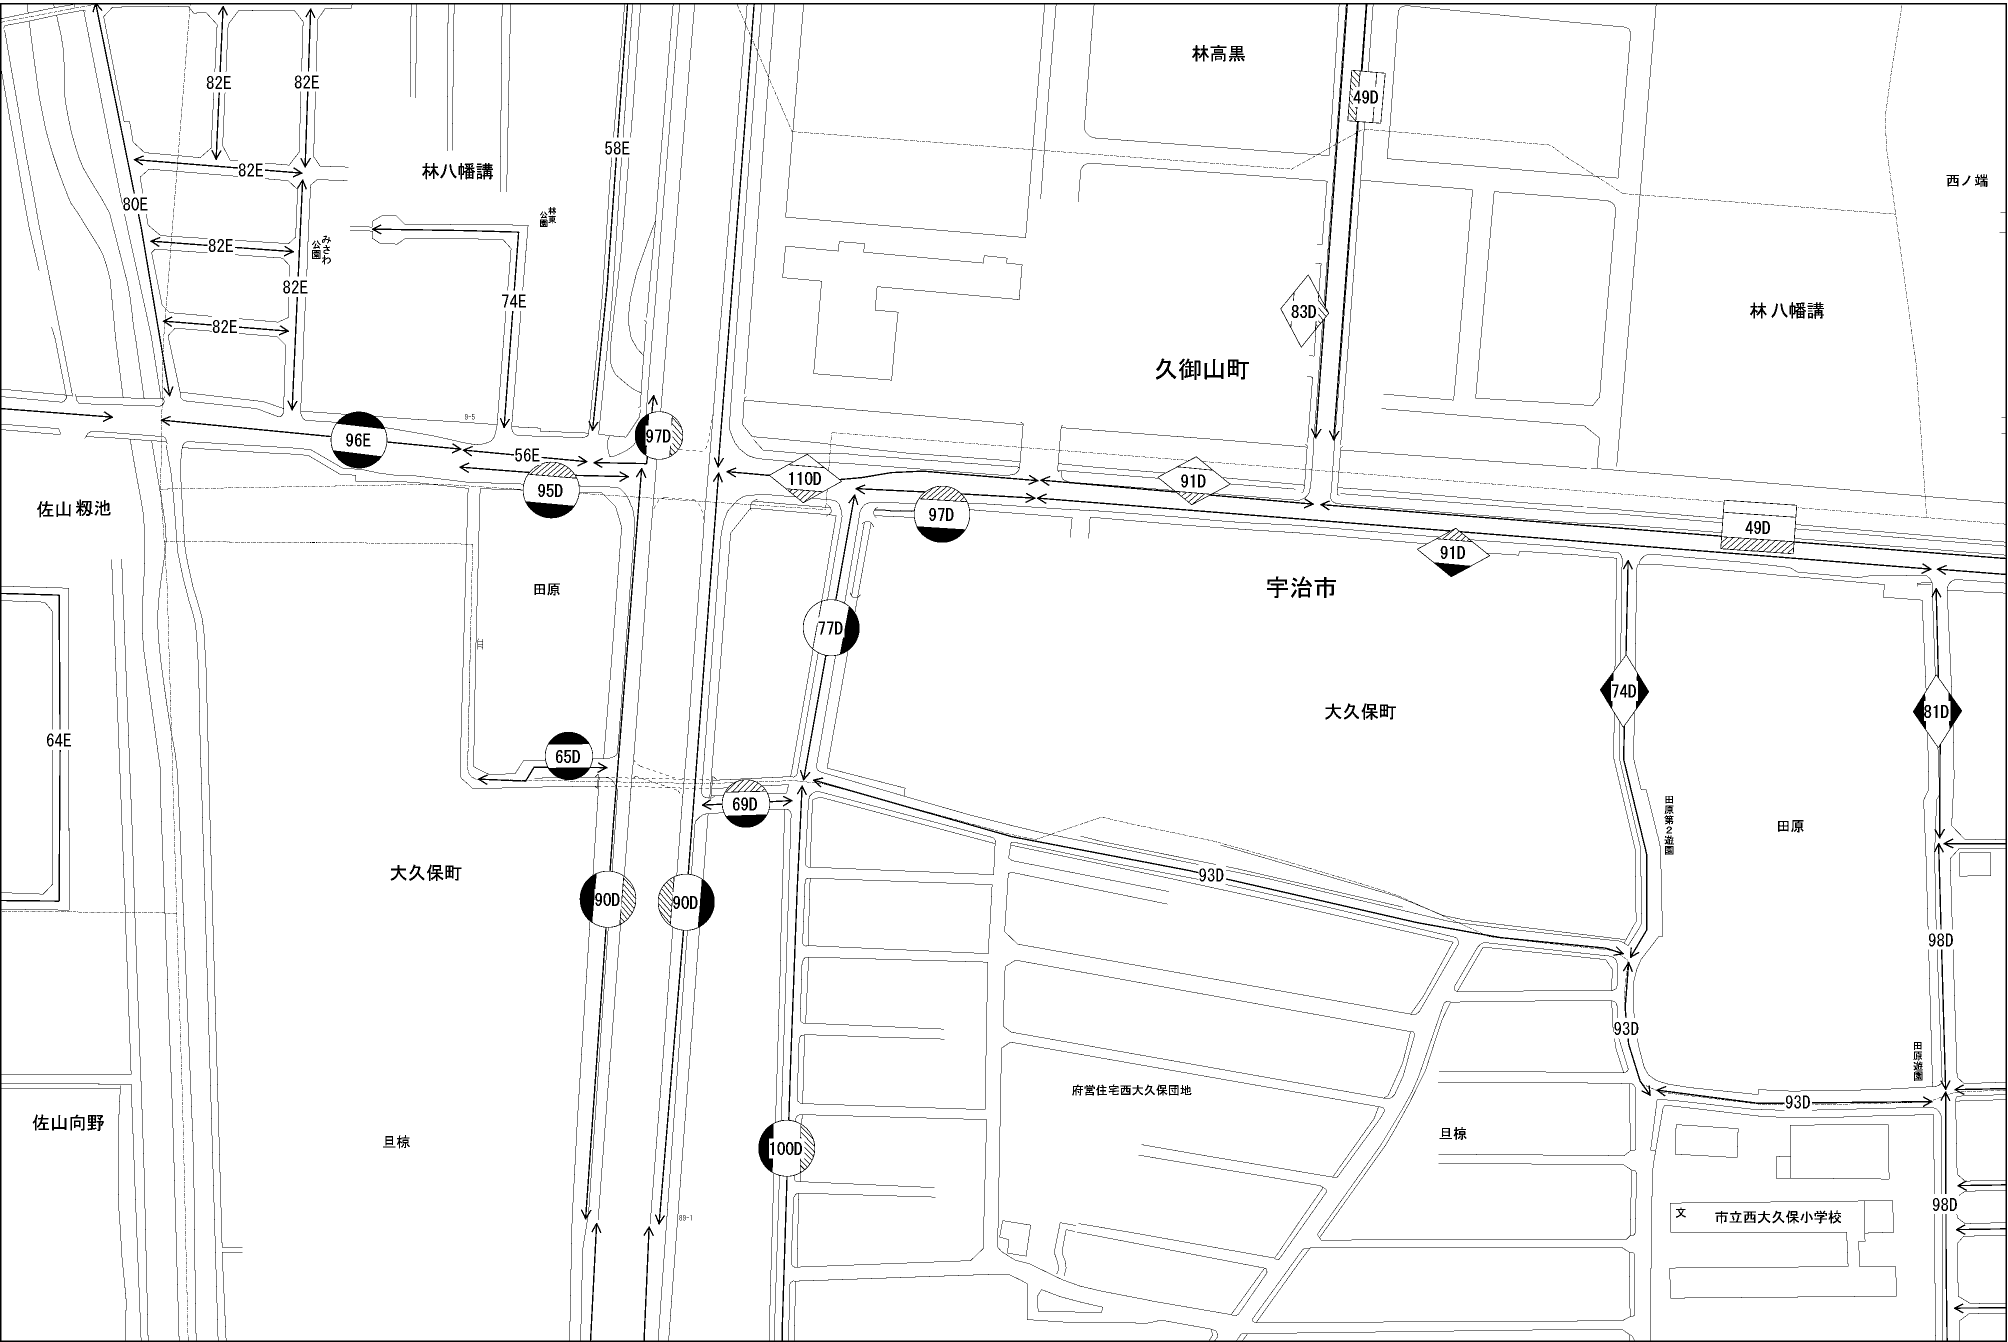 林高黒
82E
82E
49D
58E
林八幡講
82E
西ノ端
80E
林東公園
みさわ公園
82E
82E
74E
82E
83D
林 八幡講
久御山町
9-5
96E
97D
56E
95D
110D
91D
97D
49D
91D
佐山 籾池
田原
宇治市
77D
74D
81D
大久保町
64E
65D
69D
田原第2遊園
田原
大久保町
93D
90D
90D
98D
93D
田原遊園
府営住宅西大久保団地
93D
佐山向野
旦椋
旦椋
100D
98D
89-1
文
市立西大久保小学校